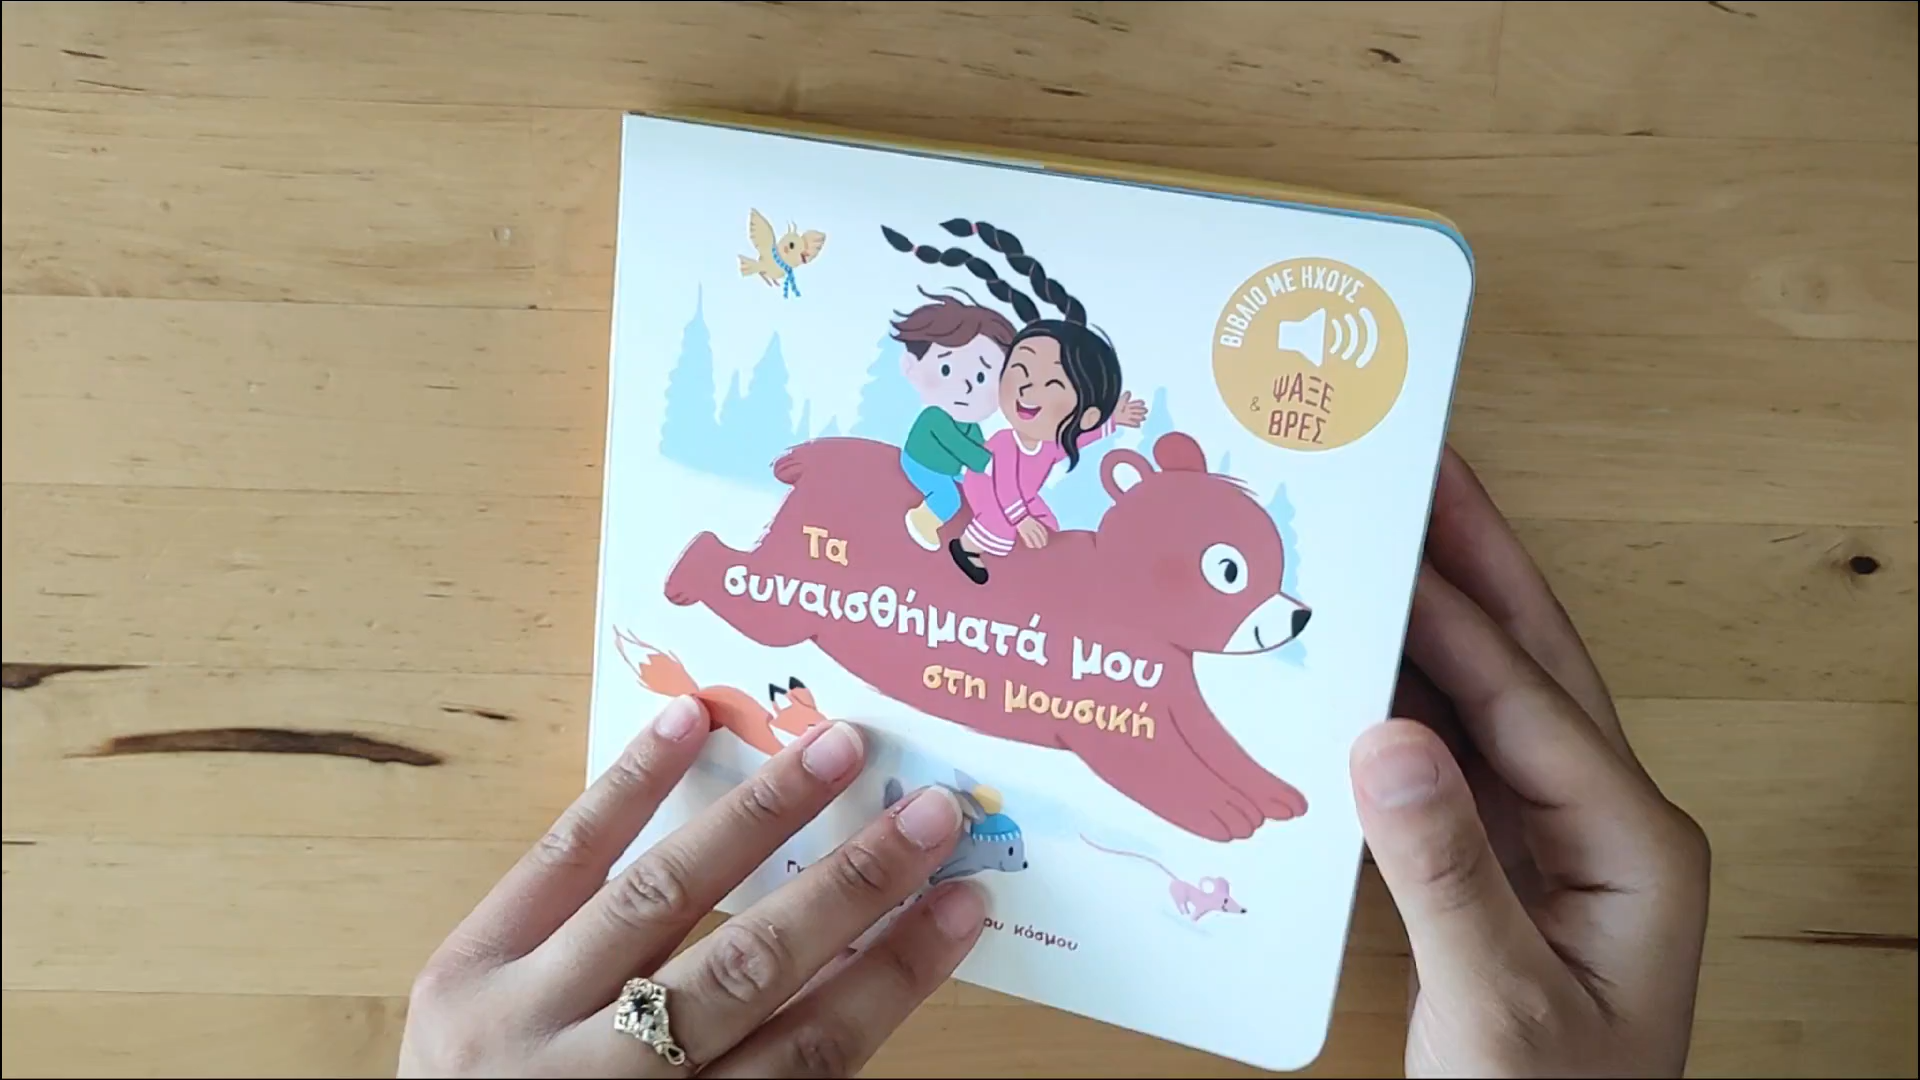 ΒΙΒΛΙΟ ΜΕ ΗΧΟΥΣ
& ΨΑΞΕ
ΒΡΕΣ
Τα
συναισθήματά μου
στη μουσική
κόσμου